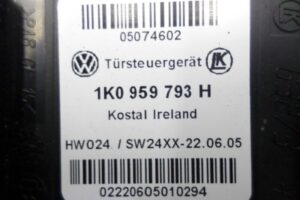 05074602
Türsteuergerät
1K0 959 793 H
Kostal Ireland
HW024 / SW24XX-22.06.05
02220605010294